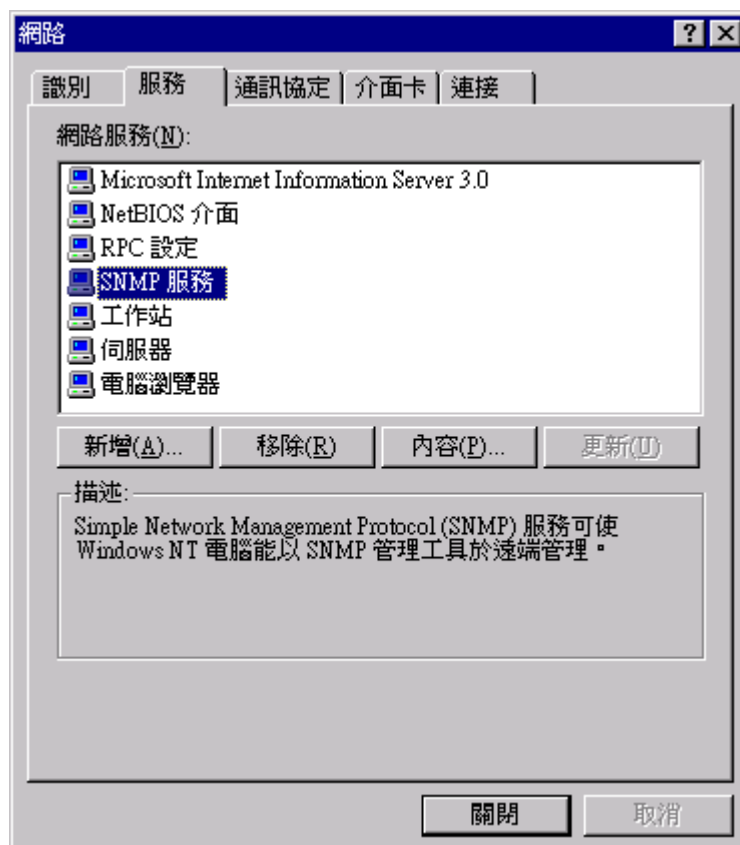 網路
識別 服務 通訊協定 介面卡 連接
網路服務(N):
Microsoft Internet Information Server 3.0
NetBIOS 介面
RPC 設定
SNMP 服務
工作站
伺服器
電腦瀏覽器
新增(A)... 移除(R) 內容(P)... 更新(U)
描述:
Simple Network Management Protocol (SNMP) 服務可使
Windows NT 電腦能以 SNMP 管理工具於遠端管理。
關閉 取消